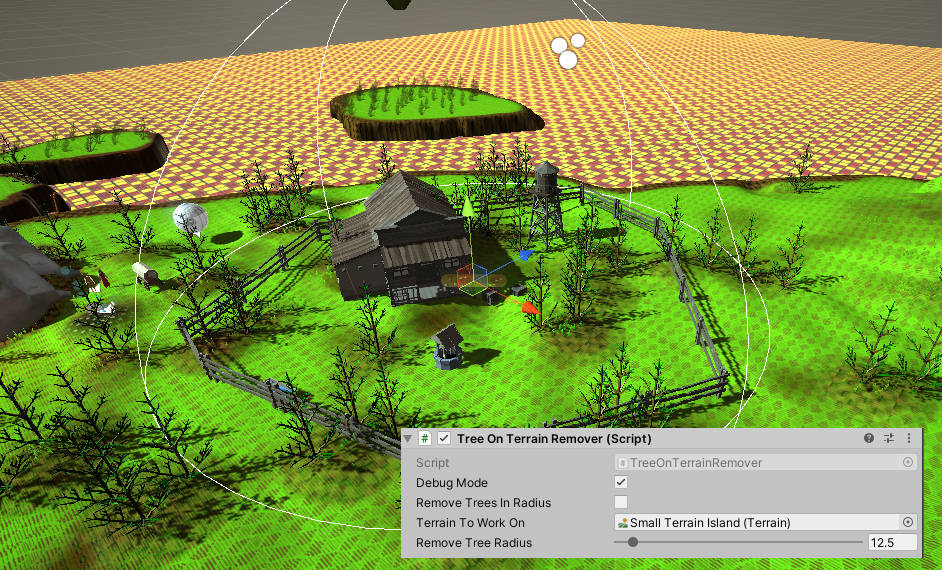 Tree On Terrain Remover (Script)
Script TreeOnTerrainRemover
Debug Mode
Remove Trees In Radius
Terrain To Work On Small Terrain Island (Terrain)
Remove Tree Radius 12.5